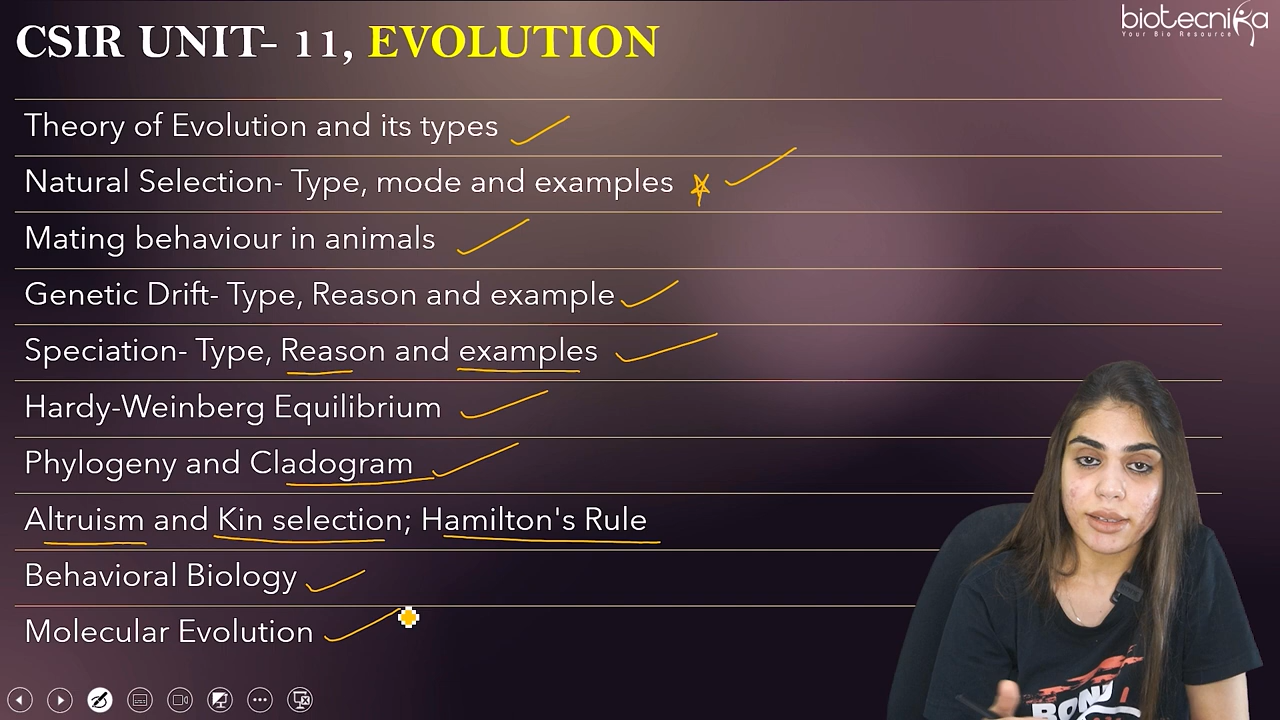 CSIR UNIT- 11, EVOLUTION
biotecnika
Your Bio Resource
Theory of Evolution and its types
Natural Selection- Type, mode and examples
Mating behaviour in animals
Genetic Drift- Type, Reason and example
Speciation- Type, Reason and examples
Hardy-Weinberg Equilibrium
Phylogeny and Cladogram
Altruism and Kin selection; Hamilton's Rule
Behavioral Biology
Molecular Evolution